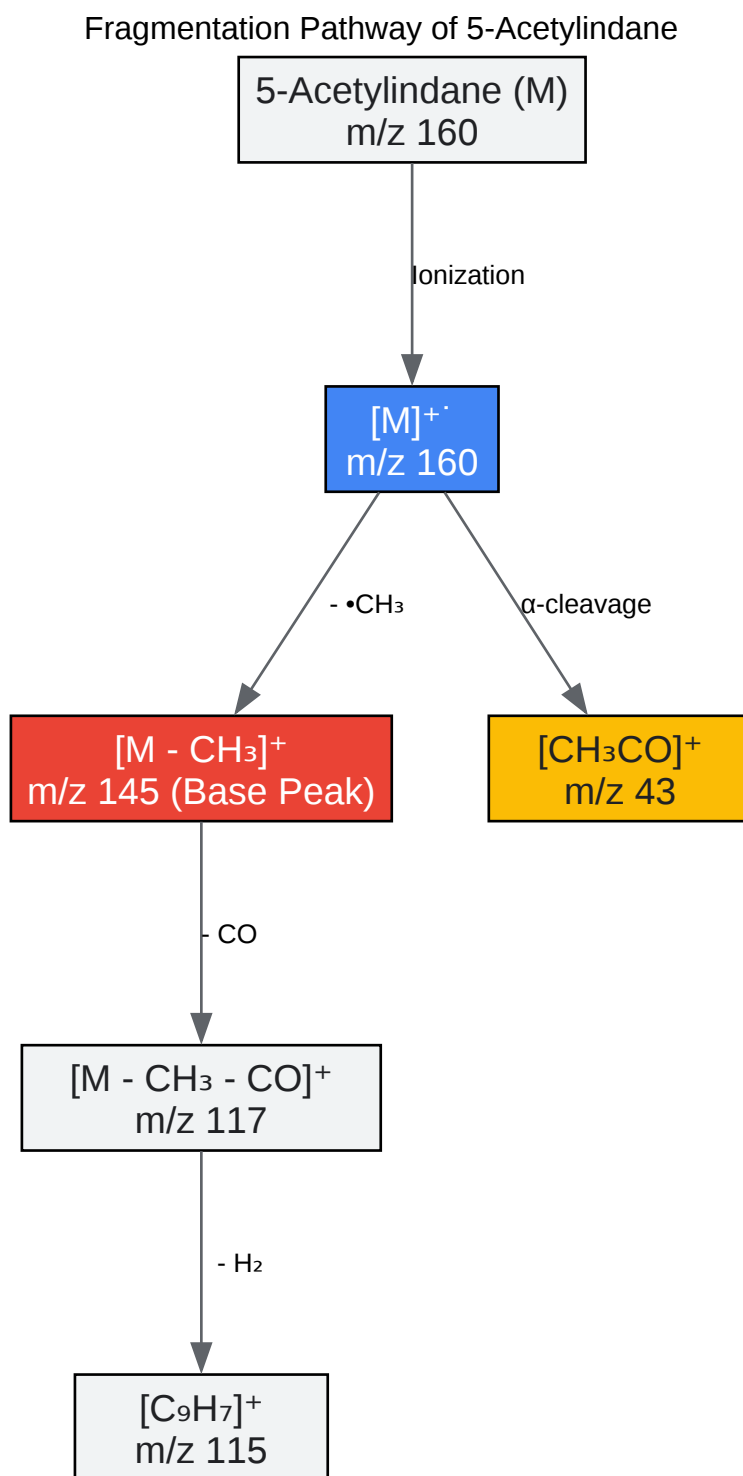 Fragmentation Pathway of 5-Acetylindane
5-Acetylindane (M)
m/z 160
Ionization
[M]⁺˙
m/z 160
- •CH₃
α-cleavage
[M - CH₃]⁺
m/z 145 (Base Peak)
[CH₃CO]⁺
m/z 43
- CO
[M - CH₃ - CO]⁺
m/z 117
- H₂
[C₉H₇]⁺
m/z 115